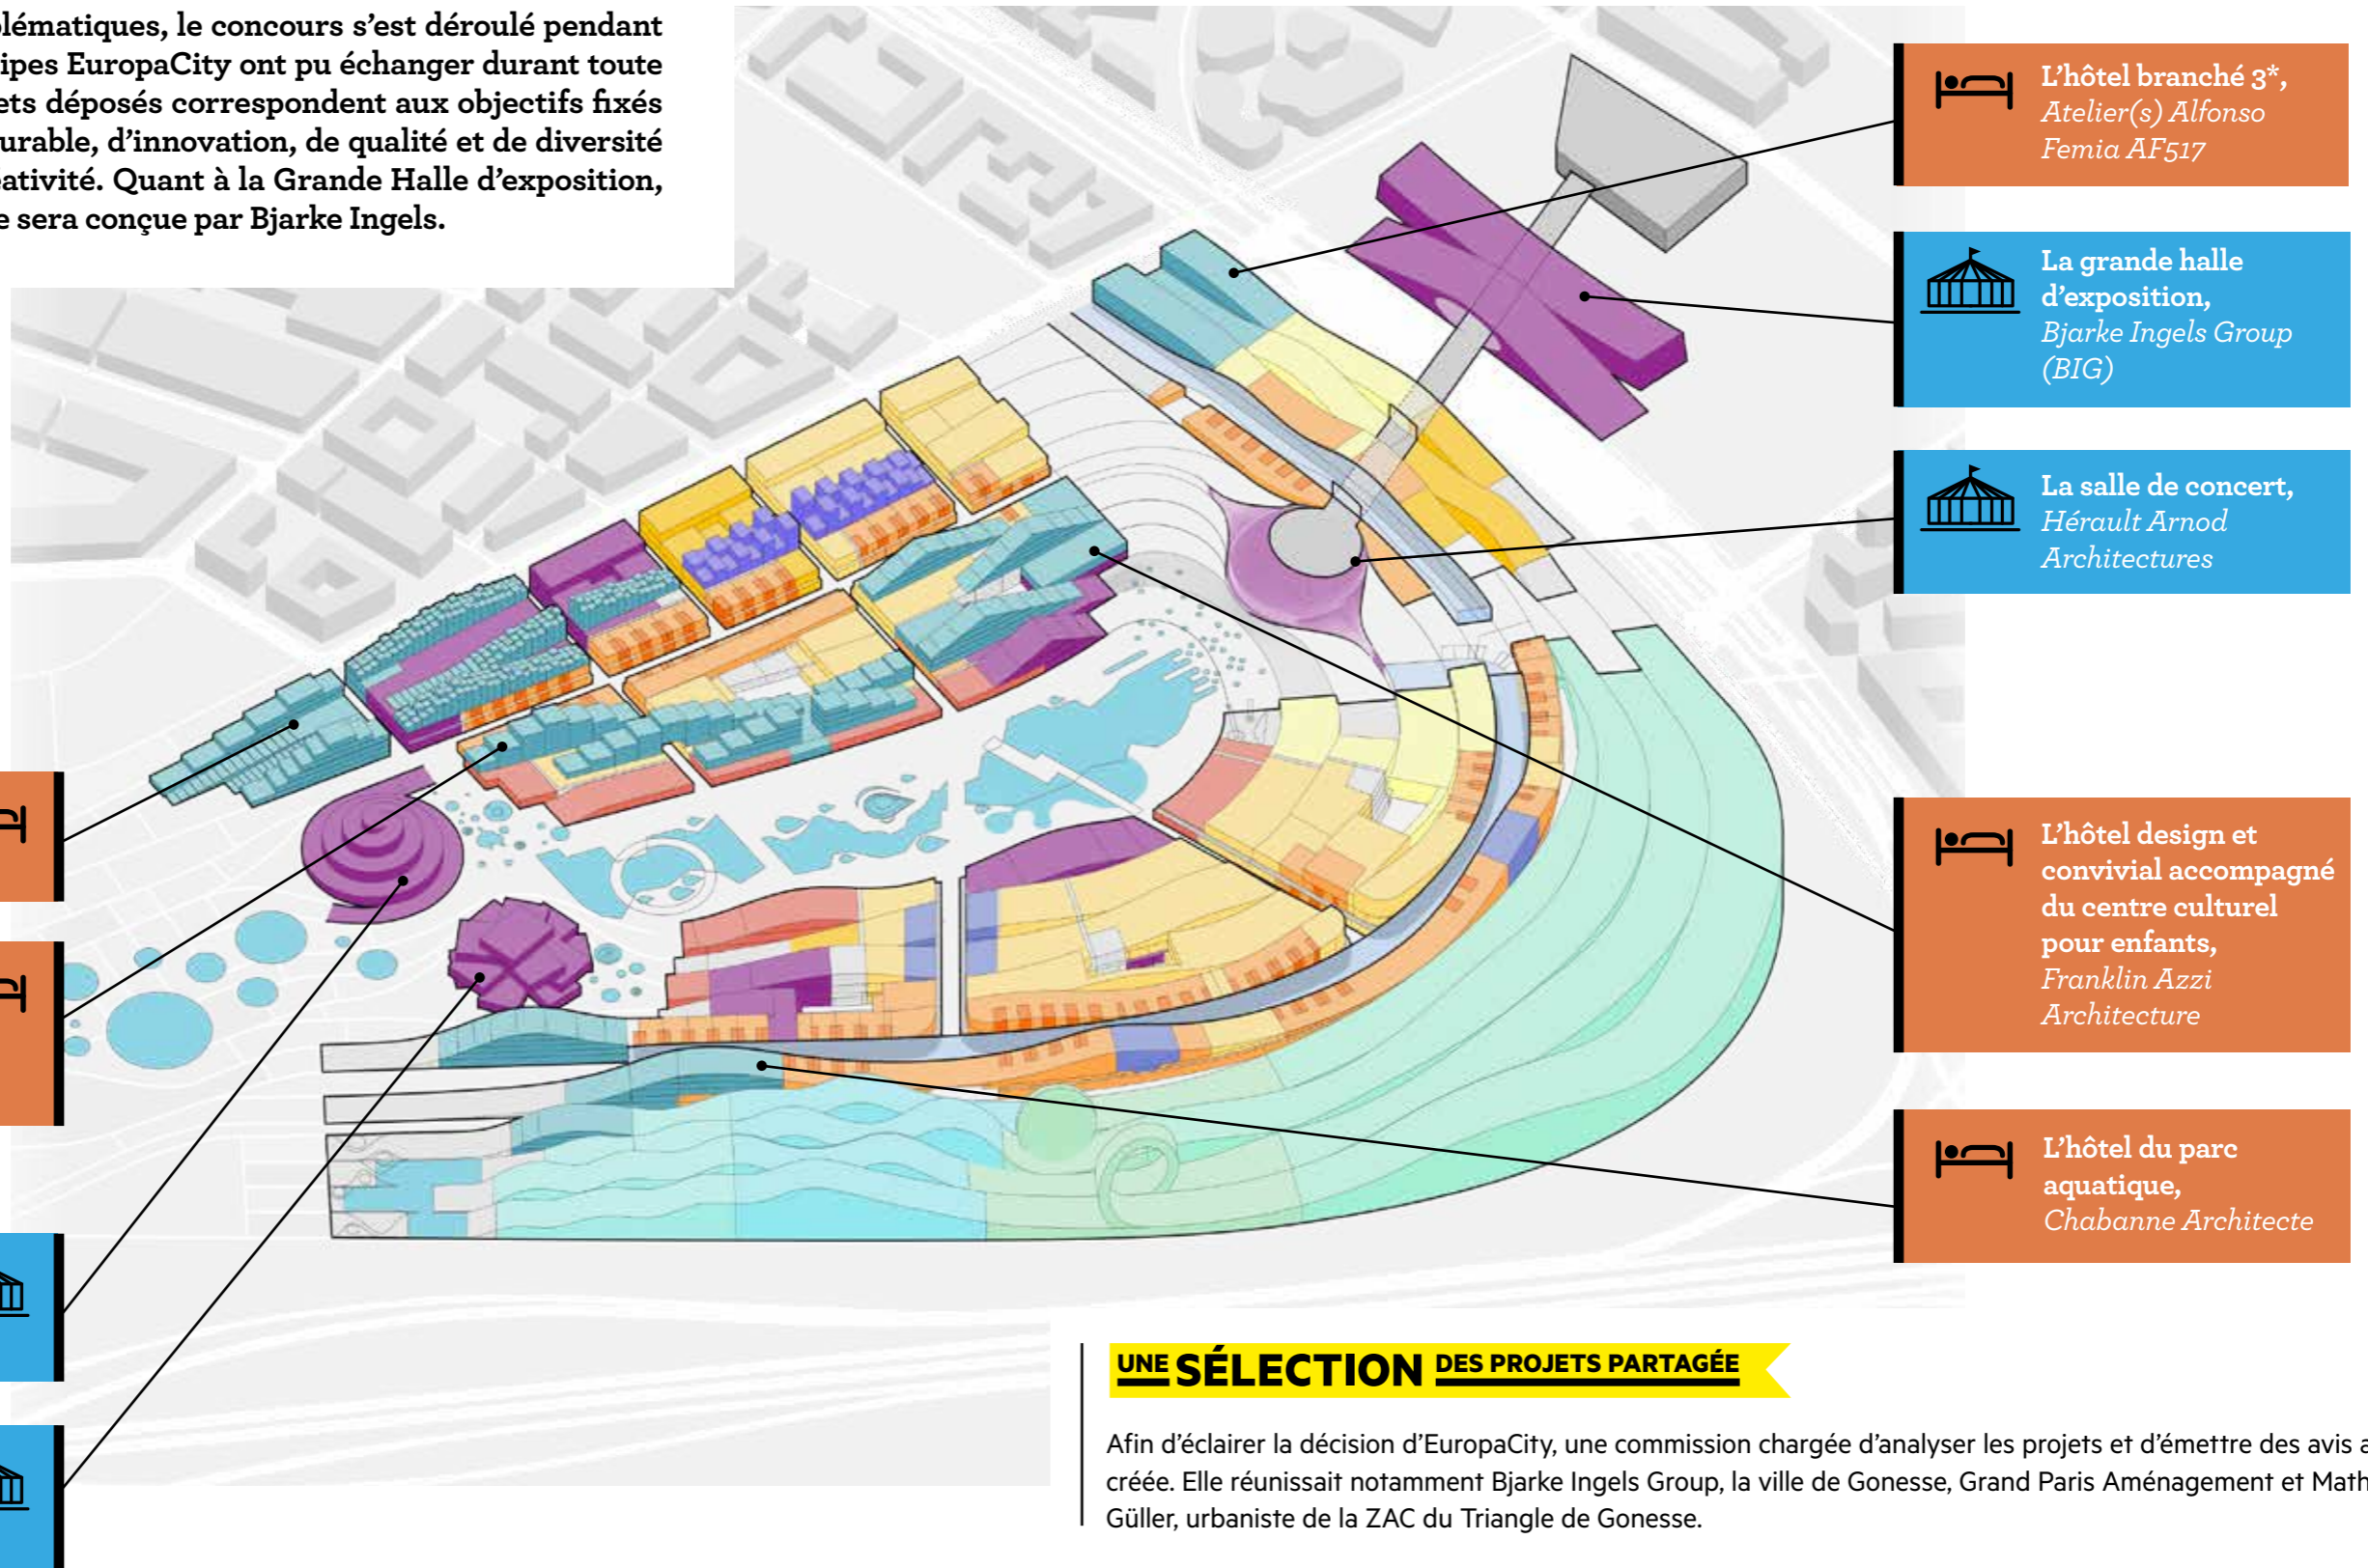 lématiques, le concours s'est déroulé pendant
ipes EuropaCity ont pu échanger durant toute
ets déposés correspondent aux objectifs fixés
urable, d'innovation, de qualité et de diversité
éativité. Quant à la Grande Halle d'exposition,
e sera conçue par Bjarke Ingels.
L'hôtel branché 3*,
Atelier(s) Alfonso
Femia AF517
La grande halle
d'exposition,
Bjarke Ingels Group
(BIG)
La salle de concert,
Hérault Arnod
Architectures
L'hôtel design et
convivial accompagné
du centre culturel
pour enfants,
Franklin Azzi
Architecture
L'hôtel du parc
aquatique,
Chabanne Architecte
UNE SÉLECTION DES PROJETS PARTAGÉE
Afin d'éclairer la décision d'EuropaCity, une commission chargée d'analyser les projets et d'émettre des avis a
créée. Elle réunissait notamment Bjarke Ingels Group, la ville de Gonesse, Grand Paris Aménagement et Math
Güller, urbaniste de la ZAC du Triangle de Gonesse.